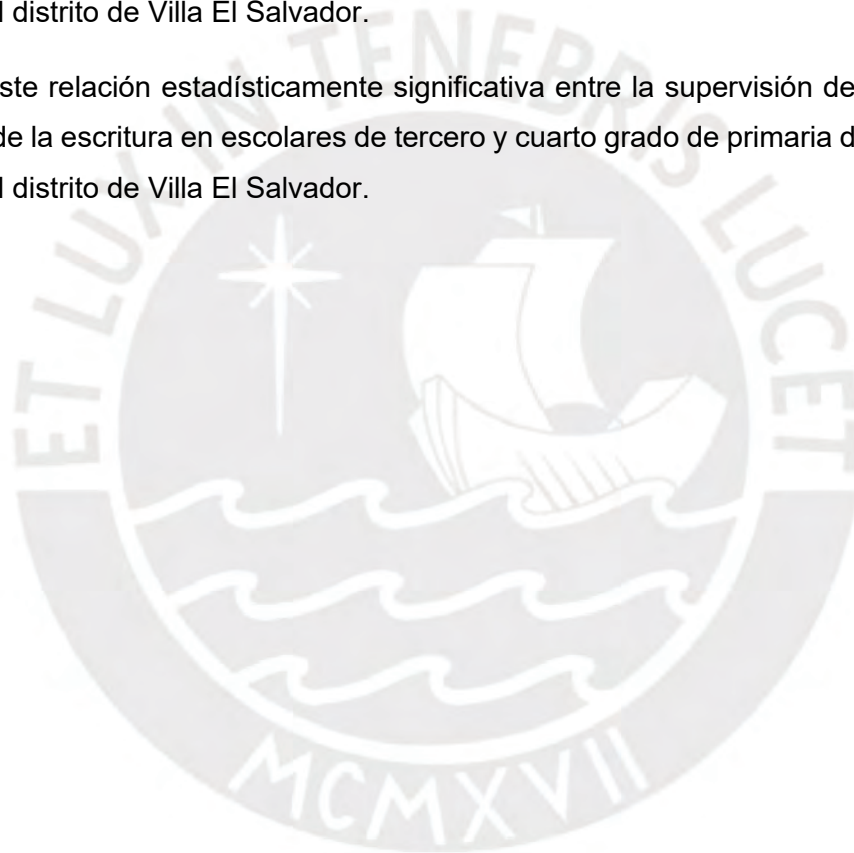 l distrito de Villa El Salvador.
ste relación estadísticamente significativa entre la supervisión de
de la escritura en escolares de tercero y cuarto grado de primaria d
l distrito de Villa El Salvador.
ET LUX IN TENEBRIS LUCET
MCMXVII